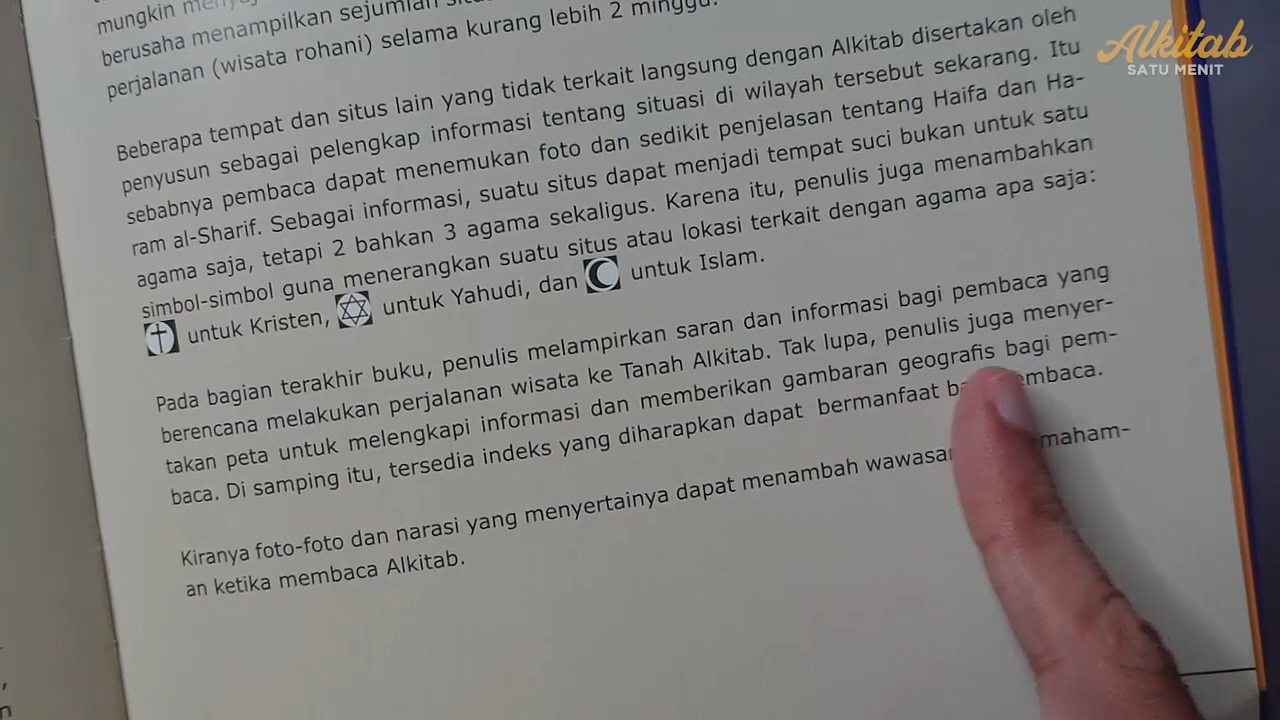 mungkin
berusaha menampilkan sejumlah
perjalanan (wisata rohani) selama kurang lebih 2 minggu.
Beberapa tempat dan situs lain yang tidak terkait langsung dengan Alkitab disertakan oleh
penyusun sebagai pelengkap informasi tentang situasi di wilayah tersebut sekarang. Itu
sebabnya pembaca dapat menemukan foto dan sedikit penjelasan tentang Haifa dan Ha-
ram al-Sharif. Sebagai informasi, suatu situs dapat menjadi tempat suci bukan untuk satu
agama saja, tetapi 2 bahkan 3 agama sekaligus. Karena itu, penulis juga menambahkan
simbol-simbol guna menerangkan suatu situs atau lokasi terkait dengan agama apa saja:
untuk Kristen, untuk Yahudi, dan untuk Islam.
Pada bagian terakhir buku, penulis melampirkan saran dan informasi bagi pembaca yang
berencana melakukan perjalanan wisata ke Tanah Alkitab. Tak lupa, penulis juga menyer-
takan peta untuk melengkapi informasi dan memberikan gambaran geografis bagi pem-
baca. Di samping itu, tersedia indeks yang diharapkan dapat bermanfaat embaca.
Kiranya foto-foto dan narasi yang menyertainya dapat menambah wawasa maham-
an ketika membaca Alkitab.
Alkitab
SATU MENIT